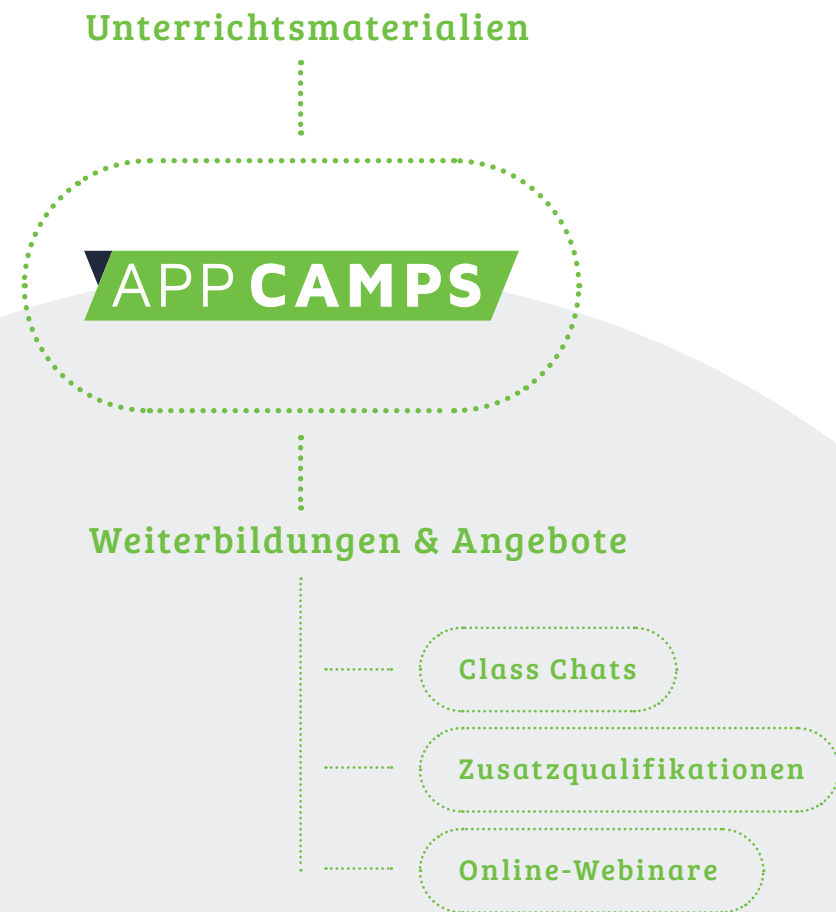 Unterrichtsmaterialien
APP CAMPS
Weiterbildungen & Angebote
Class Chats
Zusatzqualifikationen
Online-Webinare